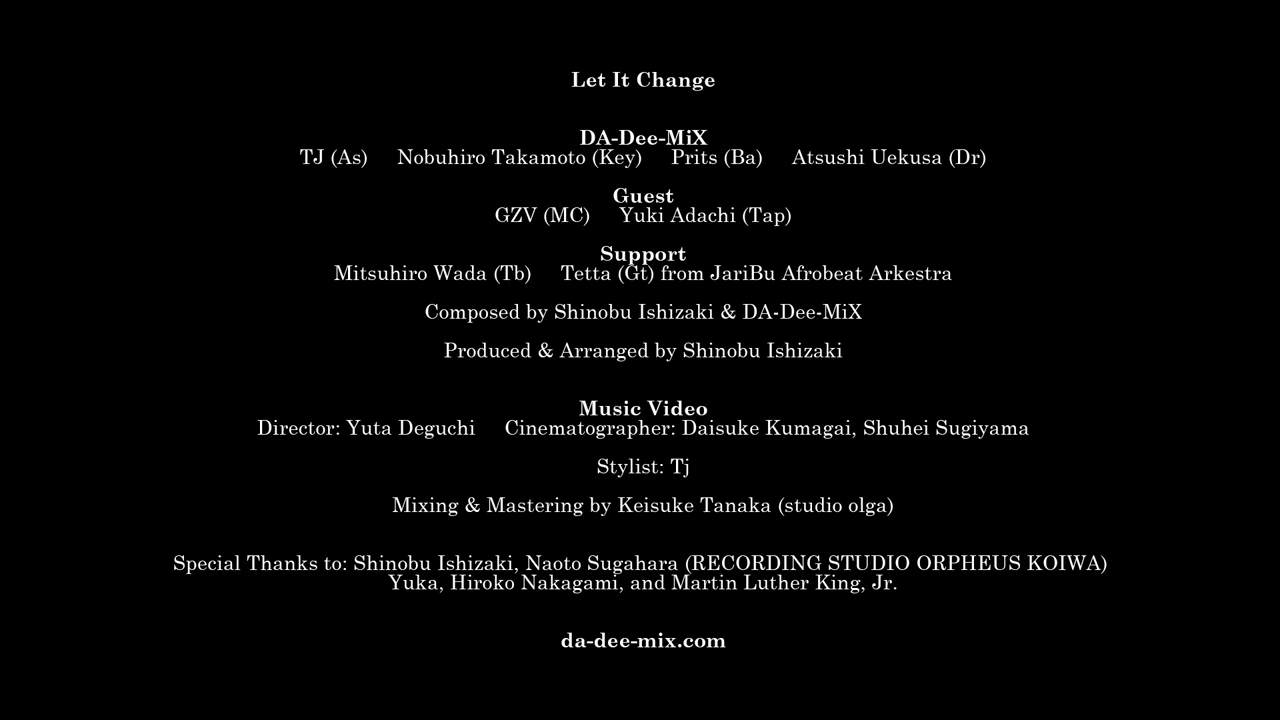 Let It Change
DA-Dee-MiX
TJ (As) Nobuhiro Takamoto (Key) Prits (Ba) Atsushi Uekusa (Dr)
Guest
GZV (MC) Yuki Adachi (Tap)
Support
Mitsuhiro Wada (Tb) Tetta (Gt) from JariBu Afrobeat Arkestra
Composed by Shinobu Ishizaki & DA-Dee-MiX
Produced & Arranged by Shinobu Ishizaki
Music Video
Director: Yuta Deguchi Cinematographer: Daisuke Kumagai, Shuhei Sugiyama
Stylist: Tj
Mixing & Mastering by Keisuke Tanaka (studio olga)
Special Thanks to: Shinobu Ishizaki, Naoto Sugahara (RECORDING STUDIO ORPHEUS KOIWA)
Yuka, Hiroko Nakagami, and Martin Luther King, Jr.
da-dee-mix.com